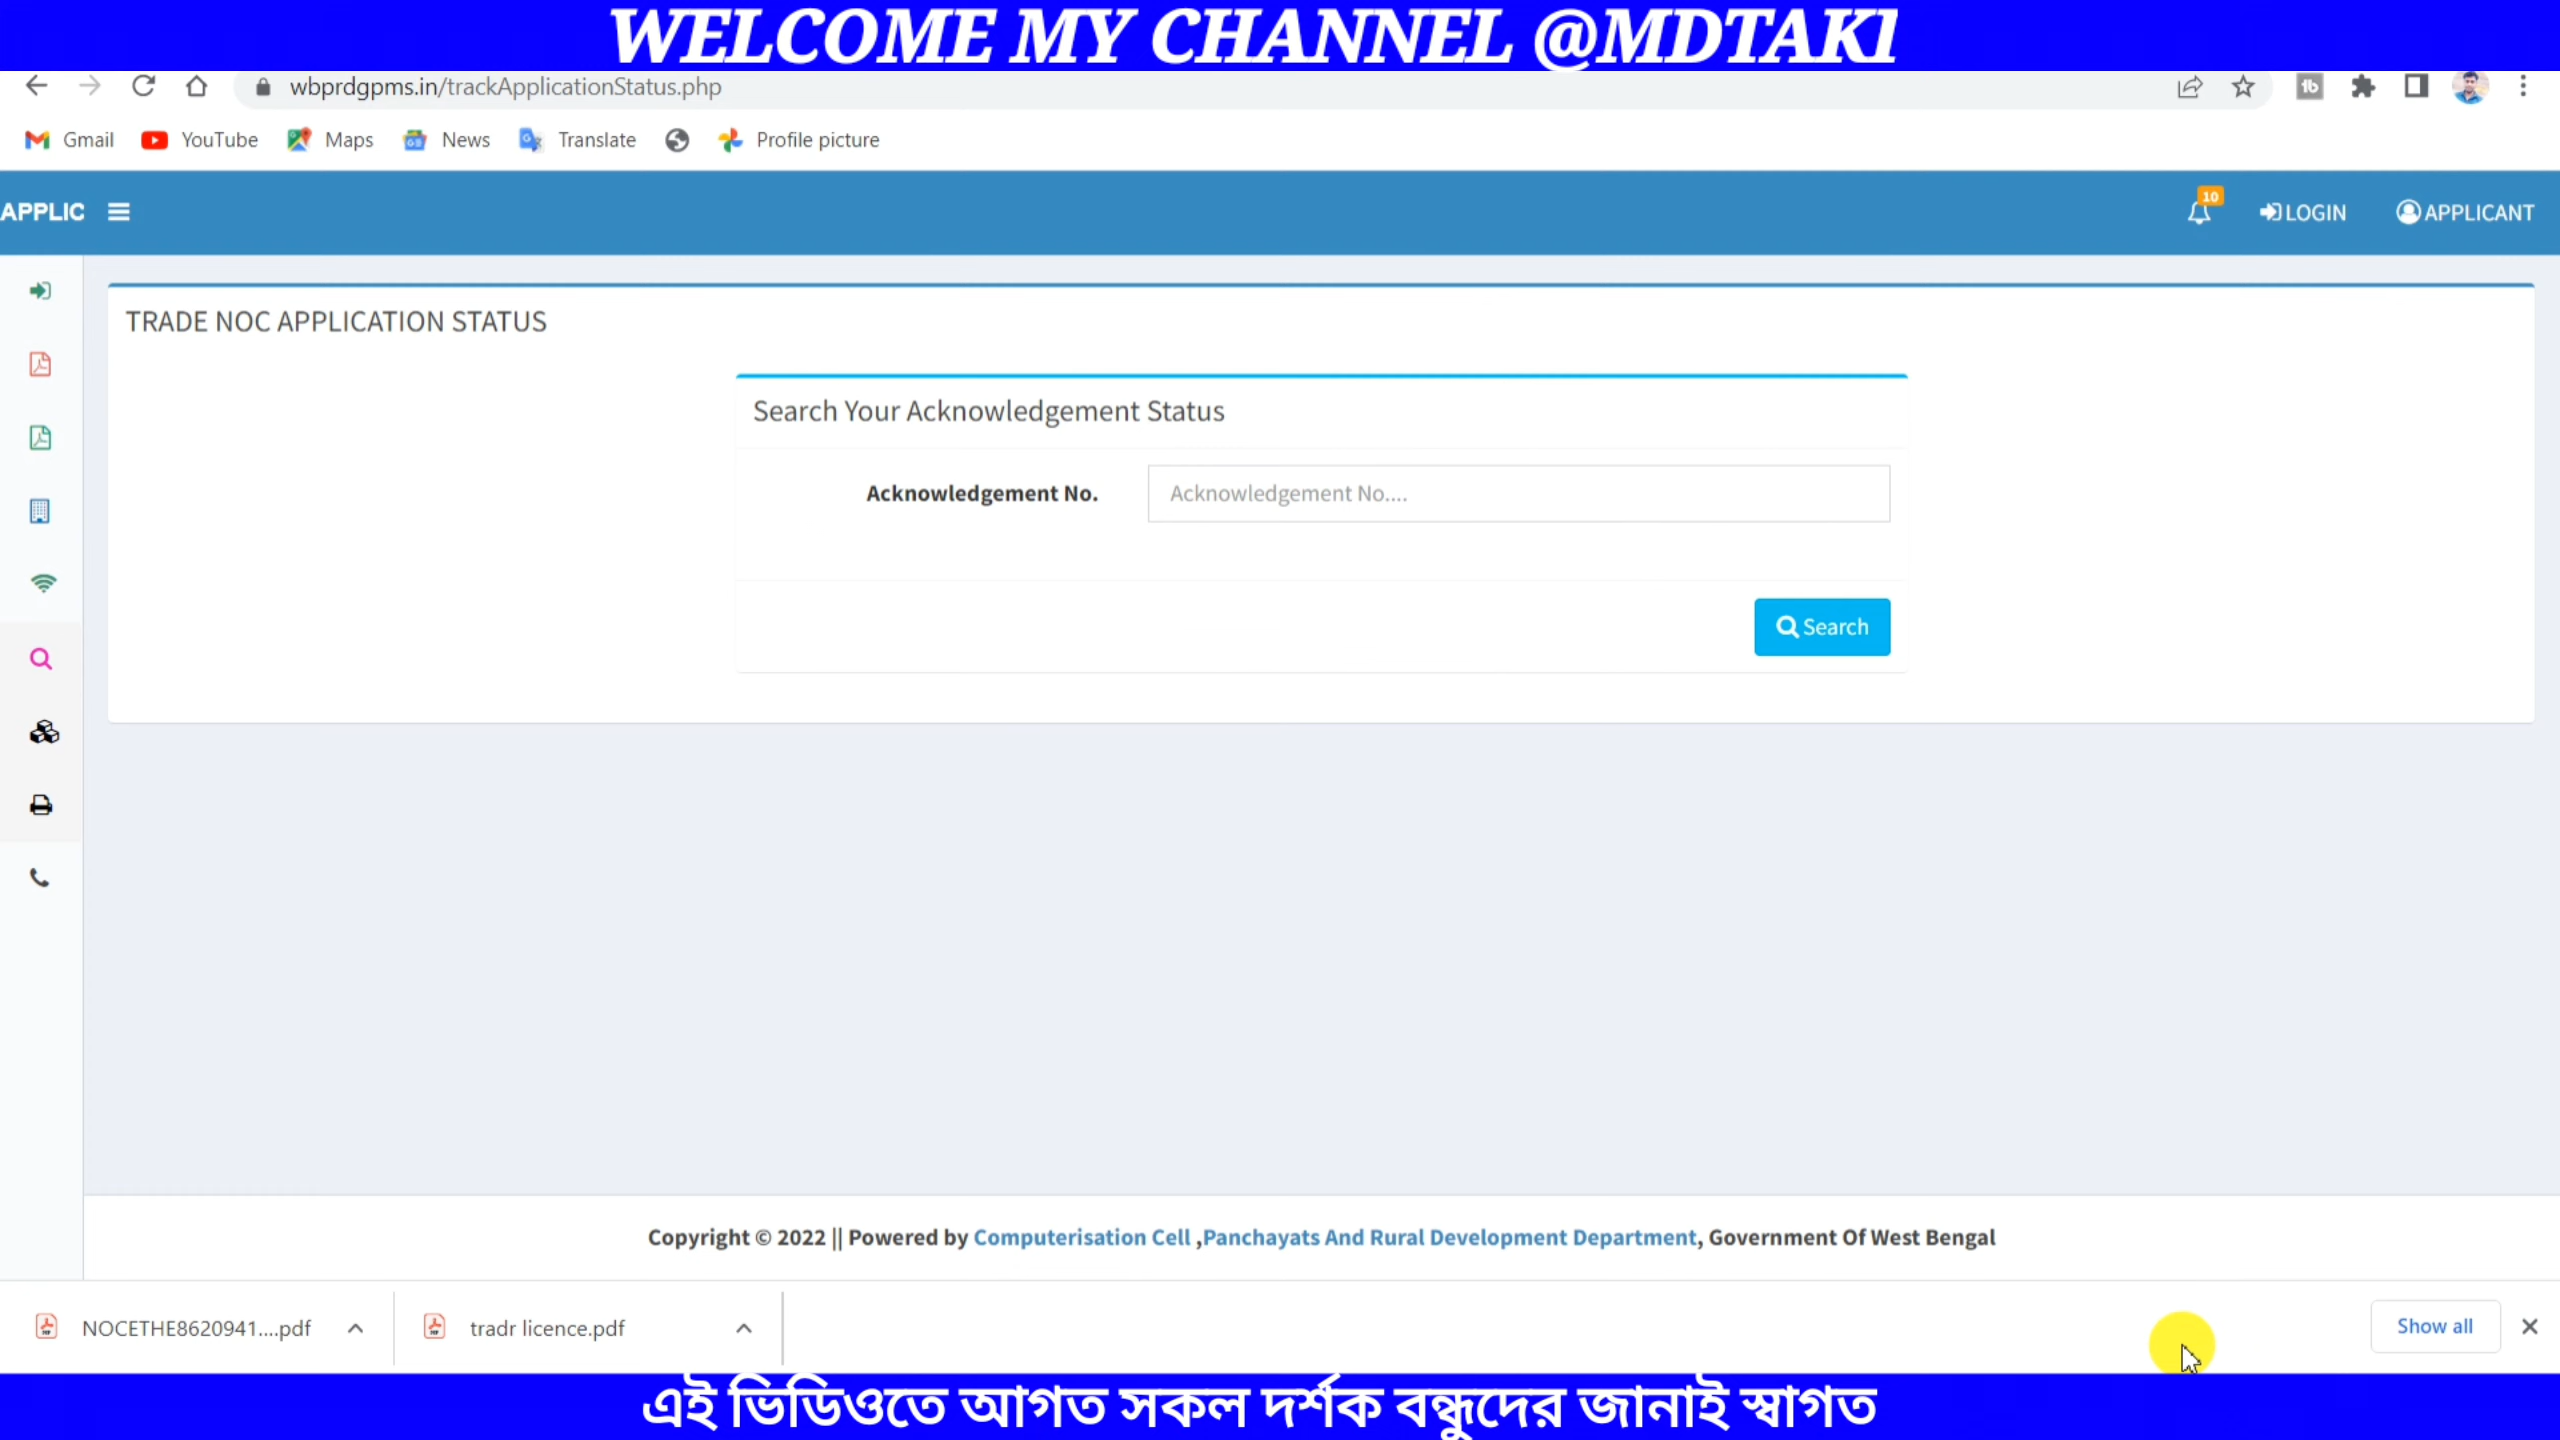 WELCOME MY CHANNEL @MDTAKI
wbprdgpms.in/trackApplicationStatus.php
Gmail YouTube Maps News Translate Profile picture
APPLIC 10 LOGIN APPLICANT
TRADE NOC APPLICATION STATUS
Search Your Acknowledgement Status
Acknowledgement No. Acknowledgement No....
Search
Copyright © 2022 || Powered by Computerisation Cell ,Panchayats And Rural Development Department, Government Of West Bengal
NOCETHE8620941....pdf tradr licence.pdf Show all
এই ভিডিওতে আগত সকল দর্শক বন্ধুদের জানাই স্বাগত